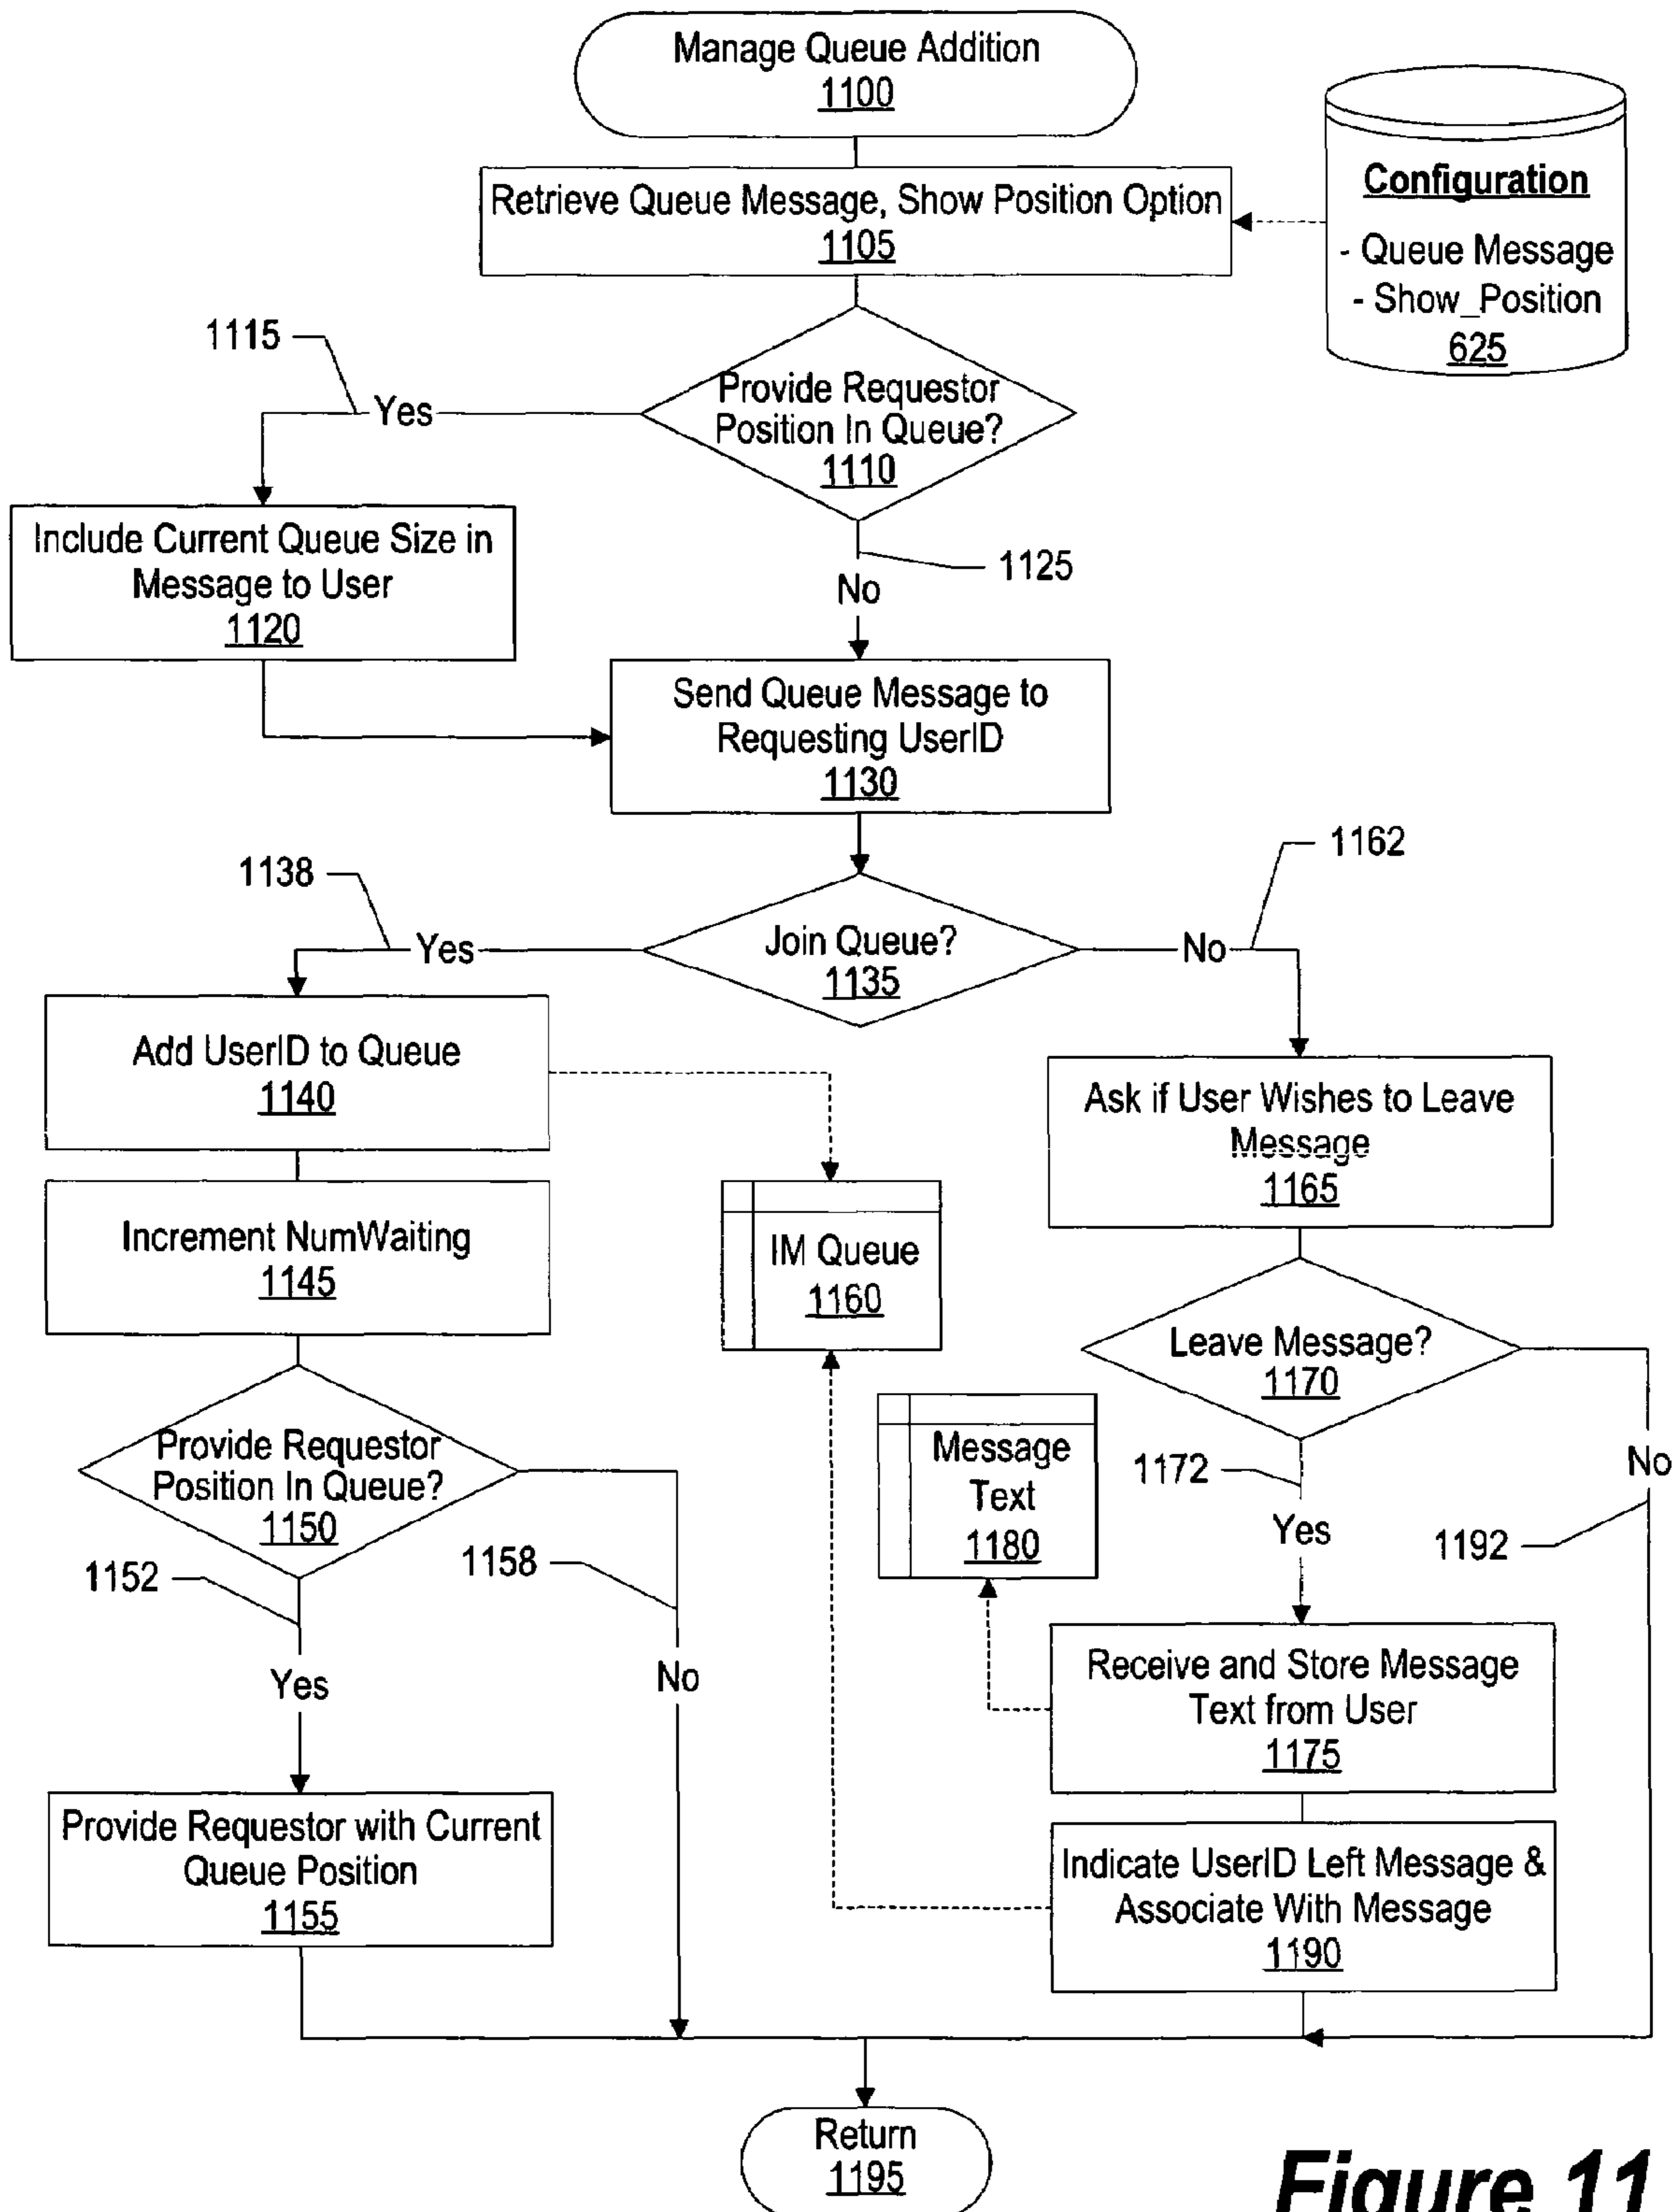 Manage Queue Addition
1100
Retrieve Queue Message, Show Position Option
1105
Configuration
- Queue Message
- Show_Position
625
1115
Yes
Provide Requestor
Position In Queue?
1110
Include Current Queue Size in
Message to User
1120
1125
No
Send Queue Message to
Requesting UserID
1130
1138
Yes
Join Queue?
1135
No
1162
Add UserID to Queue
1140
Ask if User Wishes to Leave
Message
1165
Increment NumWaiting
1145
IM Queue
1160
Leave Message?
1170
Provide Requestor
Position In Queue?
1150
Message
Text
1180
1172
Yes
No
1192
1152
1158
Yes
No
Receive and Store Message
Text from User
1175
Provide Requestor with Current
Queue Position
1155
Indicate UserID Left Message &
Associate With Message
1190
Return
1195
Figure 11